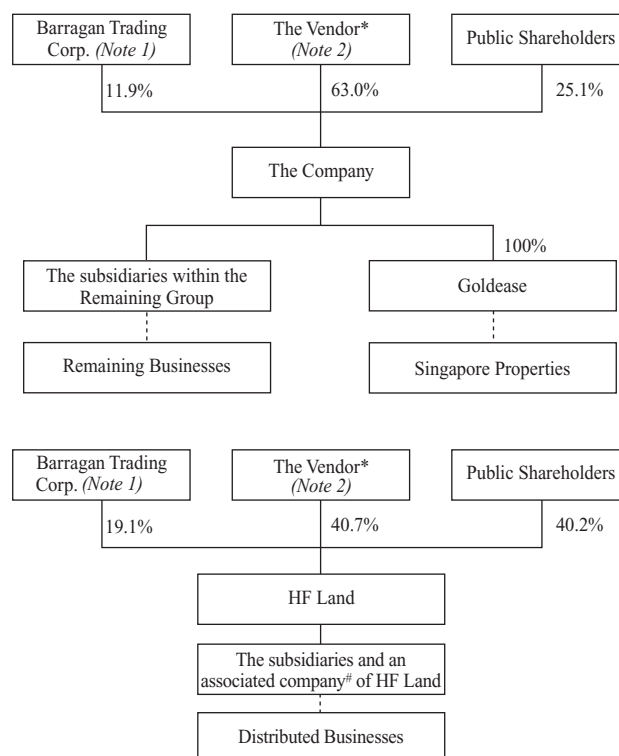 Barragan Trading
Corp. (Note 1)
The Vendor*
(Note 2)
Public Shareholders
11.9%
63.0%
25.1%
The Company
100%
The subsidiaries within the
Remaining Group
Goldease
Remaining Businesses
Singapore Properties
Barragan Trading
Corp. (Note 1)
The Vendor*
(Note 2)
Public Shareholders
19.1%
40.7%
40.2%
HF Land
The subsidiaries and an
associated company# of HF Land
Distributed Businesses